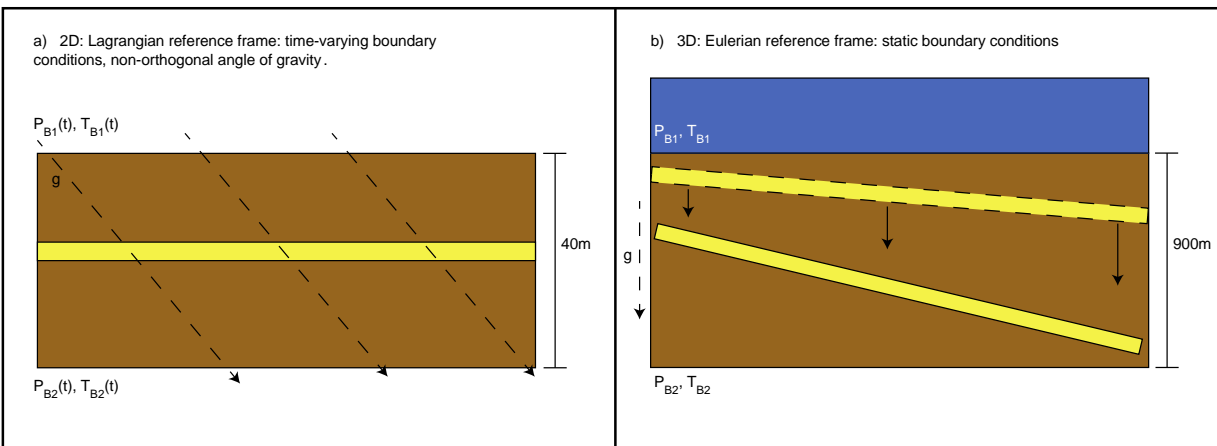 a) 2D: Lagrangian reference frame: time-varying boundary
conditions, non-orthogonal angle of gravity.
P_B1(t), T_B1(t)
g
40m
P_B2(t), T_B2(t)
b) 3D: Eulerian reference frame: static boundary conditions
P_B1, T_B1
g
900m
P_B2, T_B2